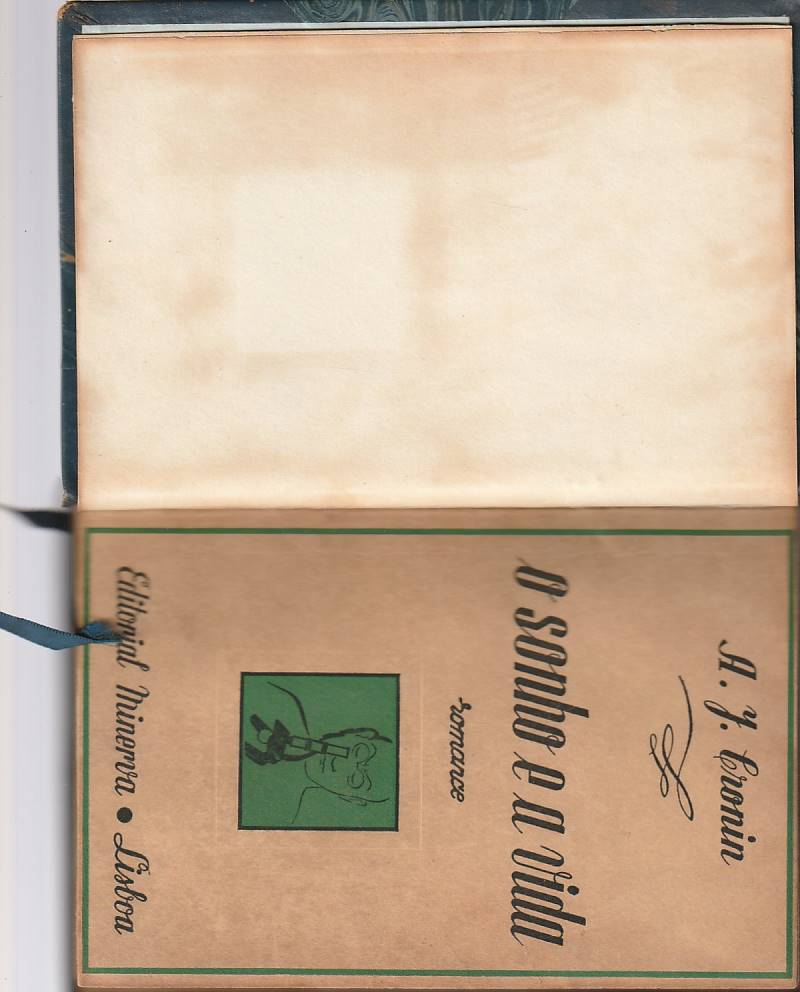 A. J. Cronin
O sonho e a vida
romance
Editorial Minerva • Lisboa